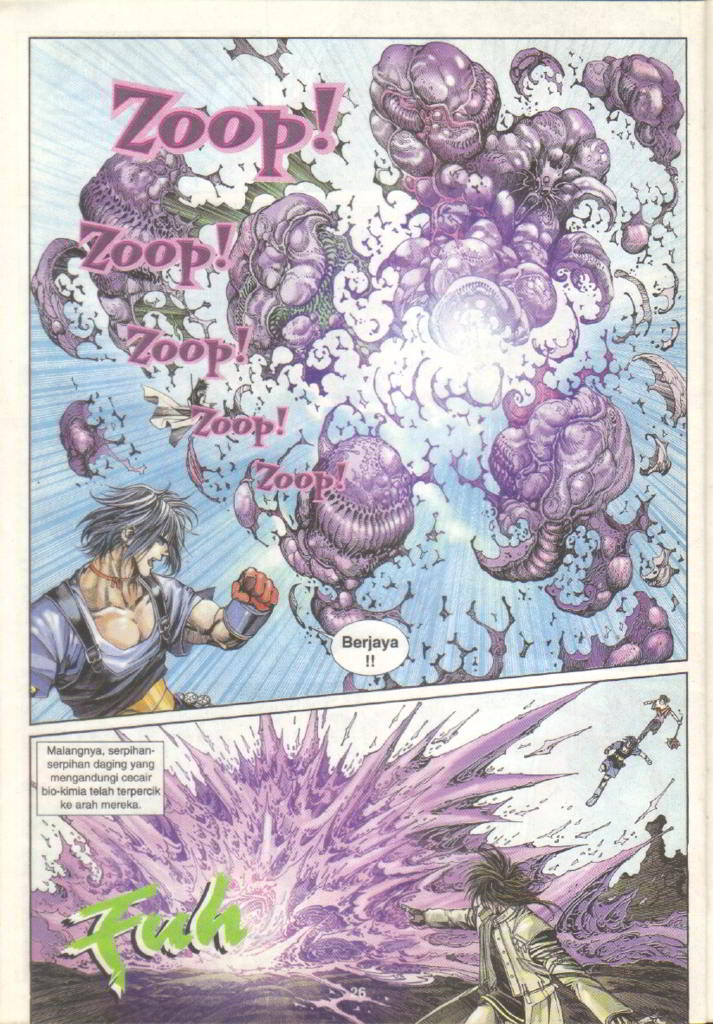 Zoop!
Zoop!
Zoop!
Zoop!
Zoop!
Berjaya
!!
Malangnya, serpihan-
serpihan daging yang
mengandungi cecair
bio-kimia telah terpercik
ke arah mereka.
Fuh
26